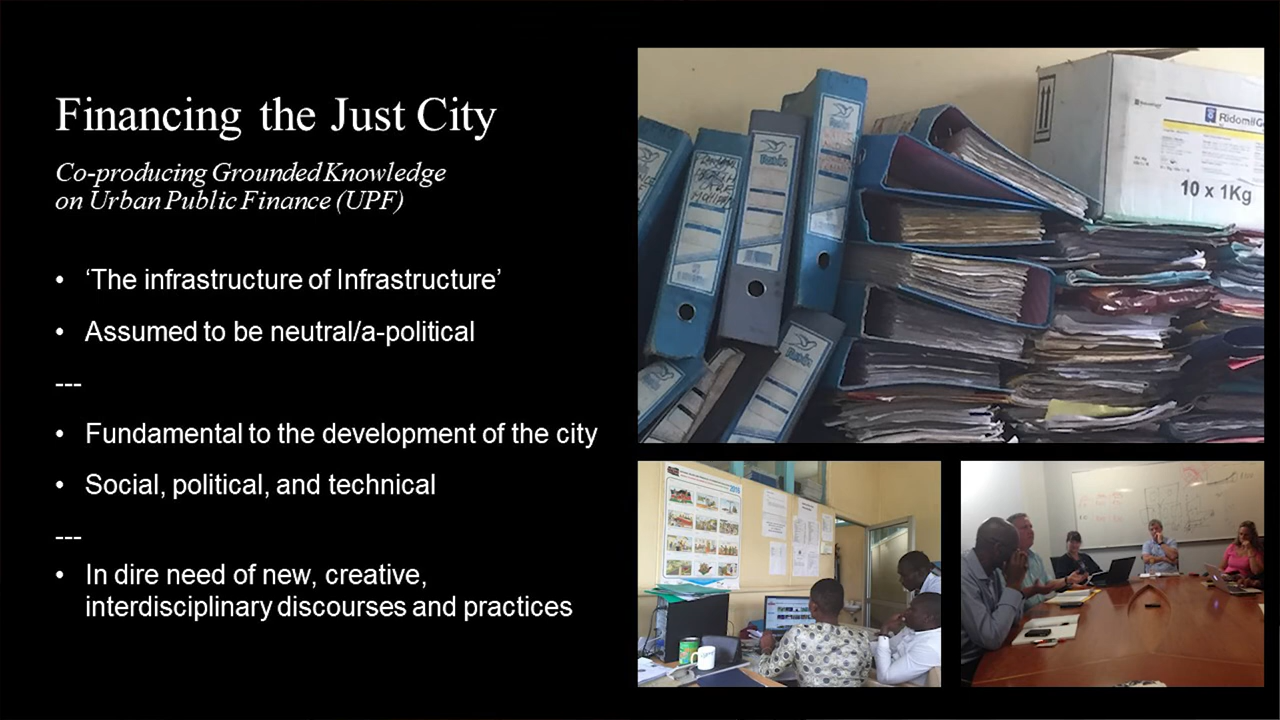 Financing the Just City
Co-producing Grounded Knowledge
on Urban Public Finance (UPF)
• ‘The infrastructure of Infrastructure’
• Assumed to be neutral/a-political
---
• Fundamental to the development of the city
• Social, political, and technical
---
• In dire need of new, creative,
interdisciplinary discourses and practices
10 x 1Kg